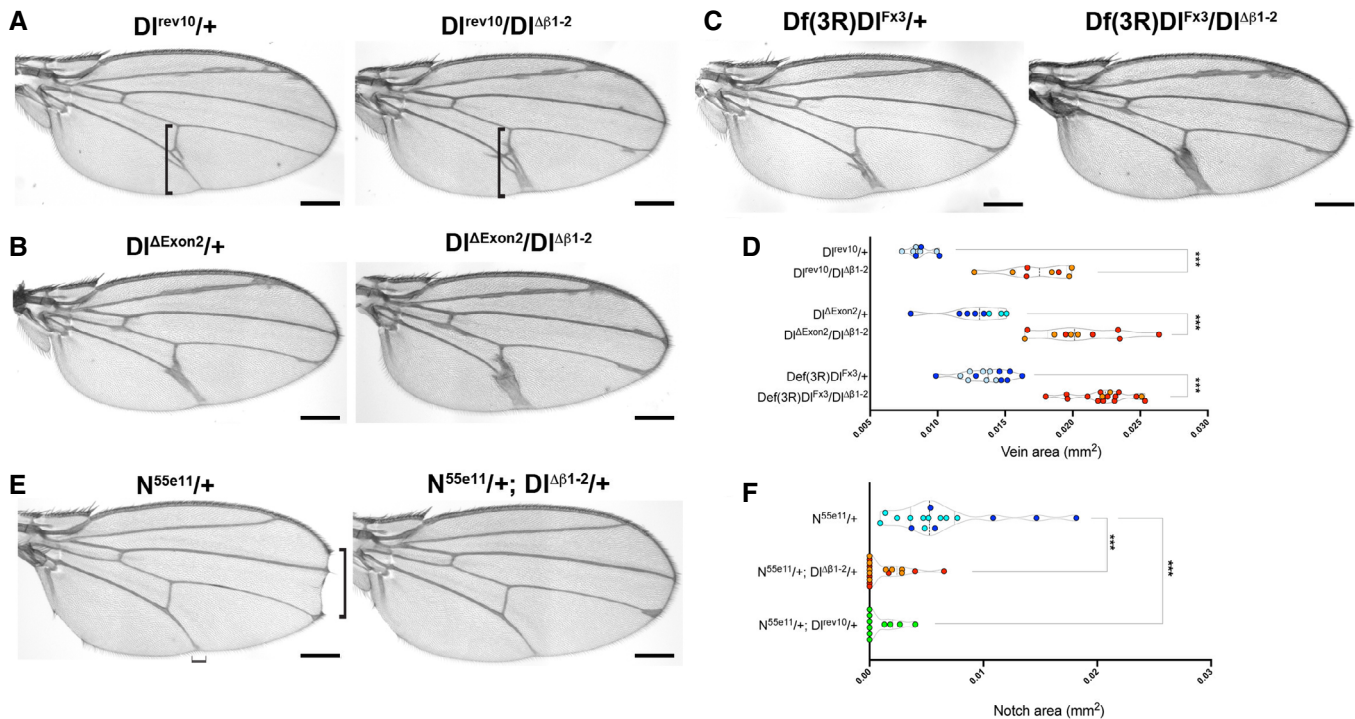 A
Dl^rev10/+
Dl^rev10/Dl^Δβ1-2
C
Df(3R)Dl^Fx3/+
Df(3R)Dl^Fx3/Dl^Δβ1-2
B
Dl^ΔExon2/+
Dl^ΔExon2/Dl^Δβ1-2
D
Dl^rev10/+
Dl^rev10/Dl^Δβ1-2
***
Dl^ΔExon2/+
Dl^ΔExon2/Dl^Δβ1-2
***
Def(3R)Dl^Fx3/+
Def(3R)Dl^Fx3/Dl^Δβ1-2
***
0.005 0.010 0.015 0.020 0.025 0.030
Vein area (mm²)
E
N^55e11/+
N^55e11/+; Dl^Δβ1-2/+
F
N^55e11/+
N^55e11/+; Dl^Δβ1-2/+
N^55e11/+; Dl^rev10/+
***
***
0.00 0.01 0.02 0.03
Notch area (mm²)